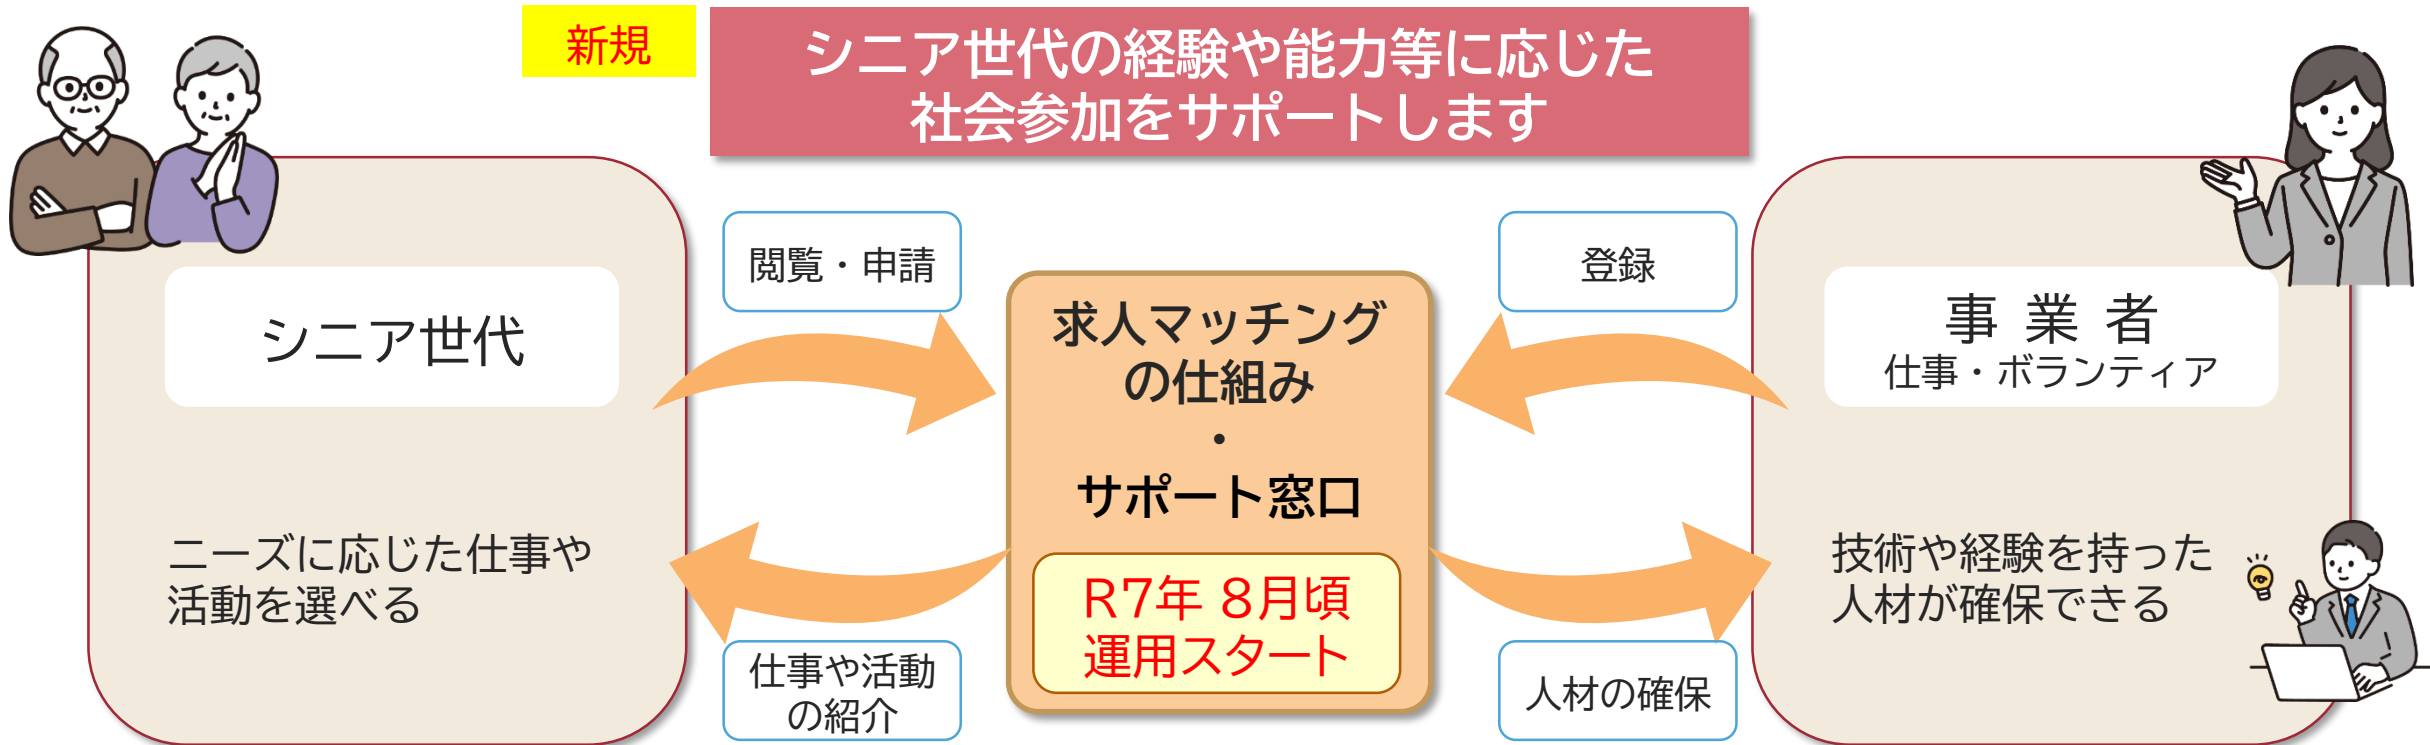 新規
シニア世代の経験や能力等に応じた
社会参加をサポートします
シニア世代
ニーズに応じた仕事や
活動を選べる
閲覧・申請
仕事や活動
の紹介
求人マッチング
の仕組み
・
サポート窓口
R7年 8月頃
運用スタート
登録
人材の確保
事 業 者
仕事・ボランティア
技術や経験を持った
人材が確保できる